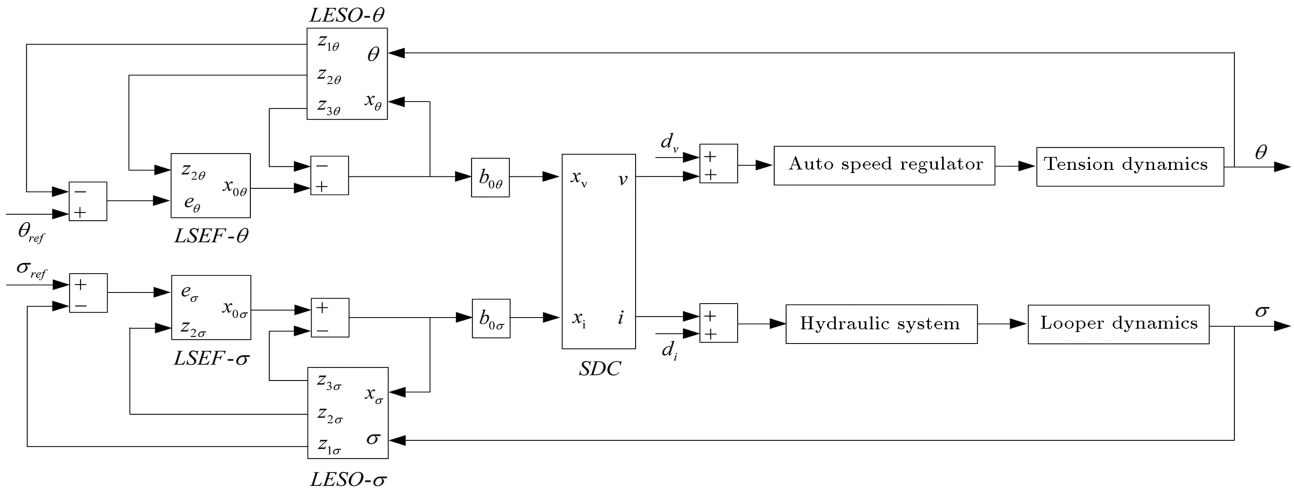 LESO-θ
z1θ
θ
z2θ
z3θ
xθ
−
+
z2θ
x0θ
eθ
LSEF-θ
−
+
θref
b0θ
xv
v
dv
+
+
Auto speed regulator
Tension dynamics
θ
σref
+
−
eσ
x0σ
z2σ
LSEF-σ
+
−
b0σ
xi
i
SDC
+
+
di
Hydraulic system
Looper dynamics
σ
z3σ
xσ
z2σ
σ
z1σ
LESO-σ